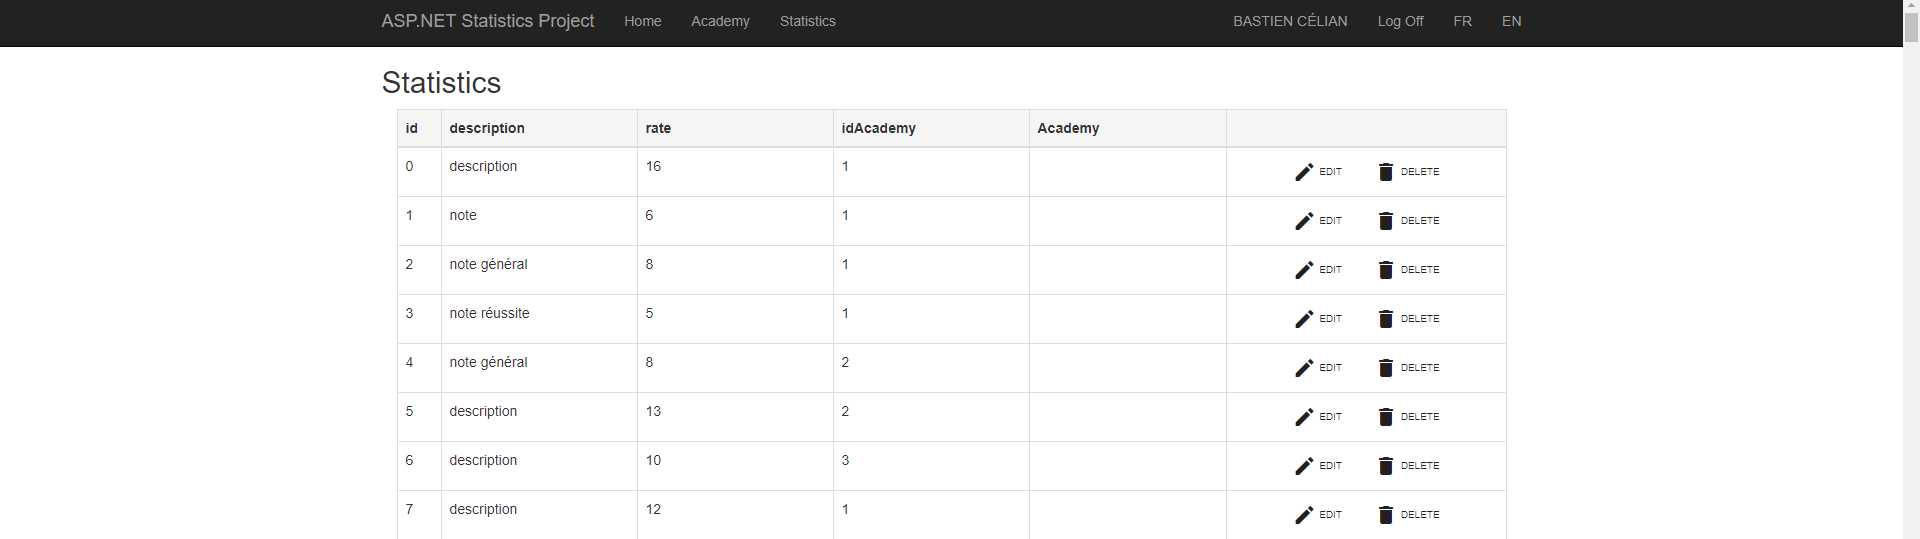 ASP.NET Statistics Project Home Academy Statistics BASTIEN CÉLIAN Log Off FR EN
Statistics
id description rate idAcademy Academy
0 description 16 1 EDIT DELETE
1 note 6 1 EDIT DELETE
2 note général 8 1 EDIT DELETE
3 note réussite 5 1 EDIT DELETE
4 note général 8 2 EDIT DELETE
5 description 13 2 EDIT DELETE
6 description 10 3 EDIT DELETE
7 description 12 1 EDIT DELETE